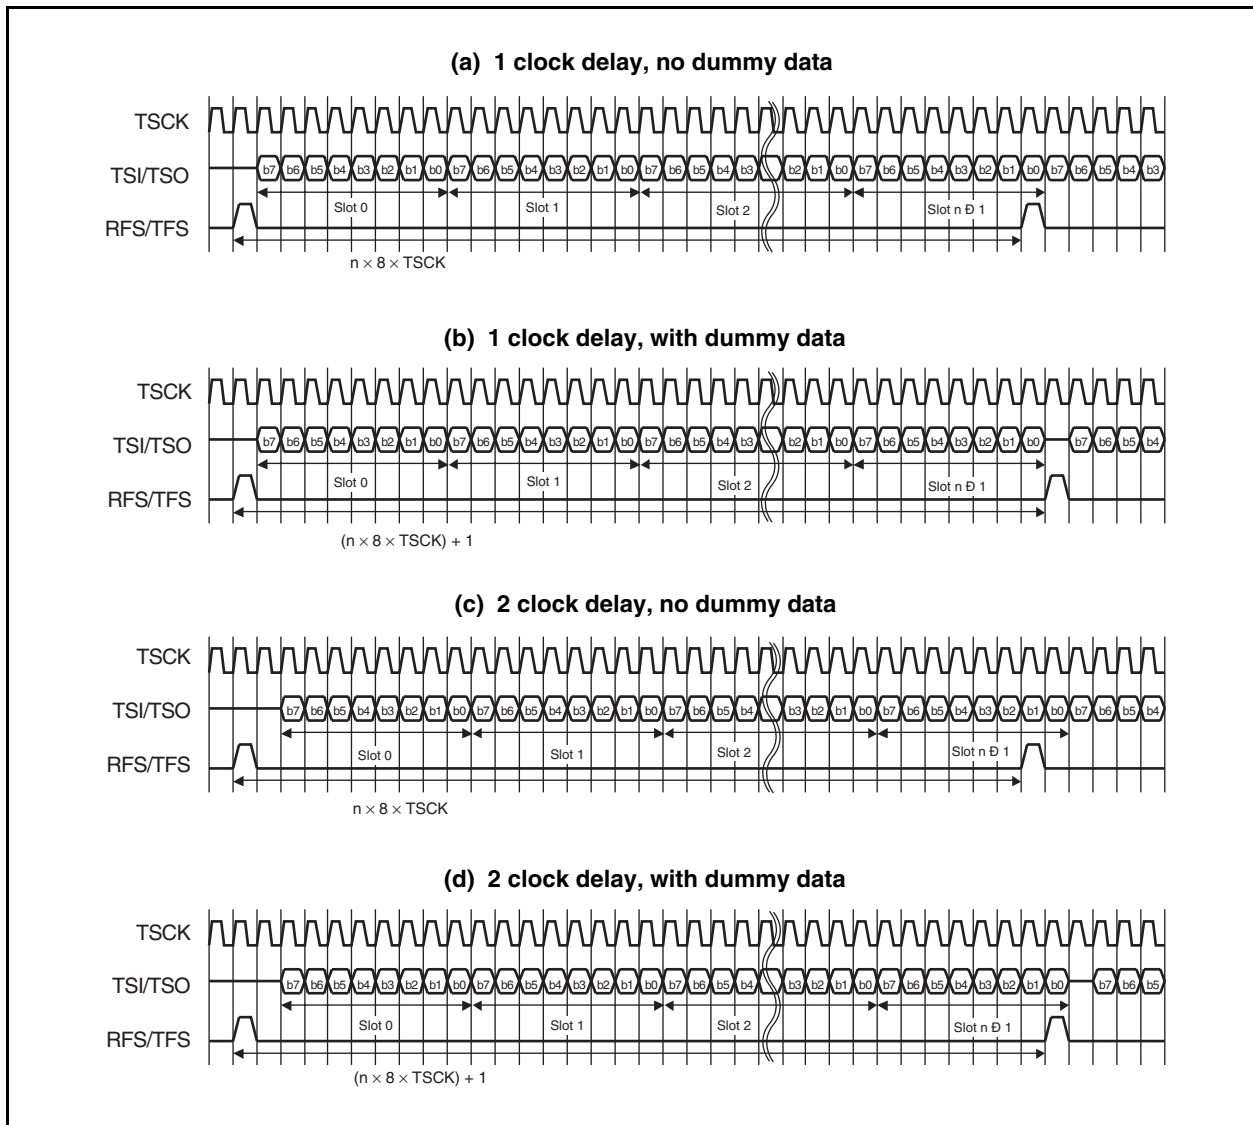 (a) 1 clock delay, no dummy data
TSCK
TSI/TSO b7 b6 b5 b4 b3 b2 b1 b0 b7 b6 b5 b4 b3 b2 b1 b0 b7 b6 b5 b4 b3 b2 b1 b0 b7 b6 b5 b4 b3 b2 b1 b0 b7 b6 b5 b4 b3
Slot 0 Slot 1 Slot 2 Slot n Đ 1
RFS/TFS
n × 8 × TSCK
(b) 1 clock delay, with dummy data
TSCK
TSI/TSO b7 b6 b5 b4 b3 b2 b1 b0 b7 b6 b5 b4 b3 b2 b1 b0 b7 b6 b5 b4 b3 b2 b1 b0 b7 b6 b5 b4 b3 b2 b1 b0 b7 b6 b5 b4
Slot 0 Slot 1 Slot 2 Slot n Đ 1
RFS/TFS
(n × 8 × TSCK) + 1
(c) 2 clock delay, no dummy data
TSCK
TSI/TSO b7 b6 b5 b4 b3 b2 b1 b0 b7 b6 b5 b4 b3 b2 b1 b0 b7 b6 b5 b4 b3 b2 b1 b0 b7 b6 b5 b4 b3 b2 b1 b0 b7 b6 b5 b4
Slot 0 Slot 1 Slot 2 Slot n Đ 1
RFS/TFS
n × 8 × TSCK
(d) 2 clock delay, with dummy data
TSCK
TSI/TSO b7 b6 b5 b4 b3 b2 b1 b0 b7 b6 b5 b4 b3 b2 b1 b0 b7 b6 b5 b4 b3 b2 b1 b0 b7 b6 b5 b4 b3 b2 b1 b0 b7 b6 b5
Slot 0 Slot 1 Slot 2 Slot n Đ 1
RFS/TFS
(n × 8 × TSCK) + 1